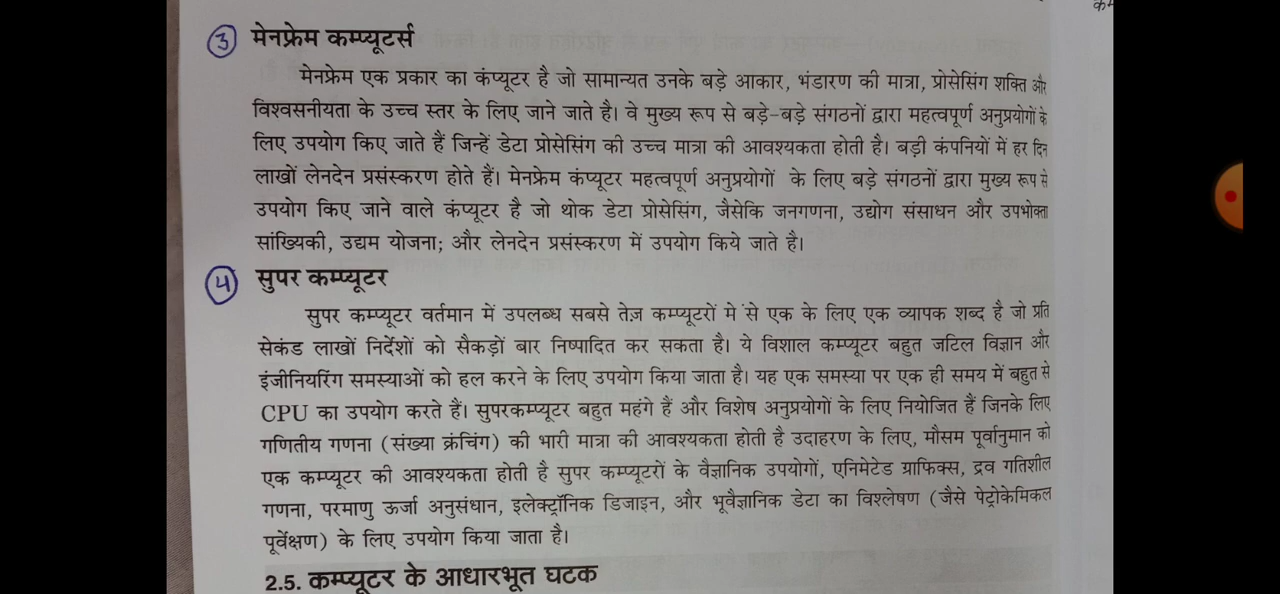 कम
③ मेनफ्रेम कम्प्यूटर्स
मेनफ्रेम एक प्रकार का कंप्यूटर है जो सामान्यत उनके बड़े आकार, भंडारण की मात्रा, प्रोसेसिंग शक्ति और
विश्वसनीयता के उच्च स्तर के लिए जाने जाते है। वे मुख्य रूप से बड़े-बड़े संगठनों द्वारा महत्वपूर्ण अनुप्रयोगों के
लिए उपयोग किए जाते हैं जिन्हें डेटा प्रोसेसिंग की उच्च मात्रा की आवश्यकता होती है। बड़ी कंपनियों में हर दिन
लाखों लेनदेन प्रसंस्करण होते हैं। मेनफ्रेम कंप्यूटर महत्वपूर्ण अनुप्रयोगों के लिए बड़े संगठनों द्वारा मुख्य रूप से
उपयोग किए जाने वाले कंप्यूटर है जो थोक डेटा प्रोसेसिंग, जैसेकि जनगणना, उद्योग संसाधन और उपभोक्ता
सांख्यिकी, उद्यम योजना; और लेनदेन प्रसंस्करण में उपयोग किये जाते है।
④ सुपर कम्प्यूटर
सुपर कम्प्यूटर वर्तमान में उपलब्ध सबसे तेज़ कम्प्यूटरों में से एक के लिए एक व्यापक शब्द है जो प्रति
सेकंड लाखों निर्देशों को सैकड़ों बार निष्पादित कर सकता है। ये विशाल कम्प्यूटर बहुत जटिल विज्ञान और
इंजीनियरिंग समस्याओं को हल करने के लिए उपयोग किया जाता है। यह एक समस्या पर एक ही समय में बहुत से
CPU का उपयोग करते हैं। सुपरकम्प्यूटर बहुत महंगे हैं और विशेष अनुप्रयोगों के लिए नियोजित हैं जिनके लिए
गणितीय गणना (संख्या क्रंचिंग) की भारी मात्रा की आवश्यकता होती है उदाहरण के लिए, मौसम पूर्वानुमान को
एक कम्प्यूटर की आवश्यकता होती है सुपर कम्प्यूटरों के वैज्ञानिक उपयोगों, एनिमेटेड ग्राफिक्स, द्रव गतिशील
गणना, परमाणु ऊर्जा अनुसंधान, इलेक्ट्रॉनिक डिजाइन, और भूवैज्ञानिक डेटा का विश्लेषण (जैसे पेट्रोकेमिकल
पूर्वेक्षण) के लिए उपयोग किया जाता है।
2.5. कम्प्यूटर के आधारभूत घटक